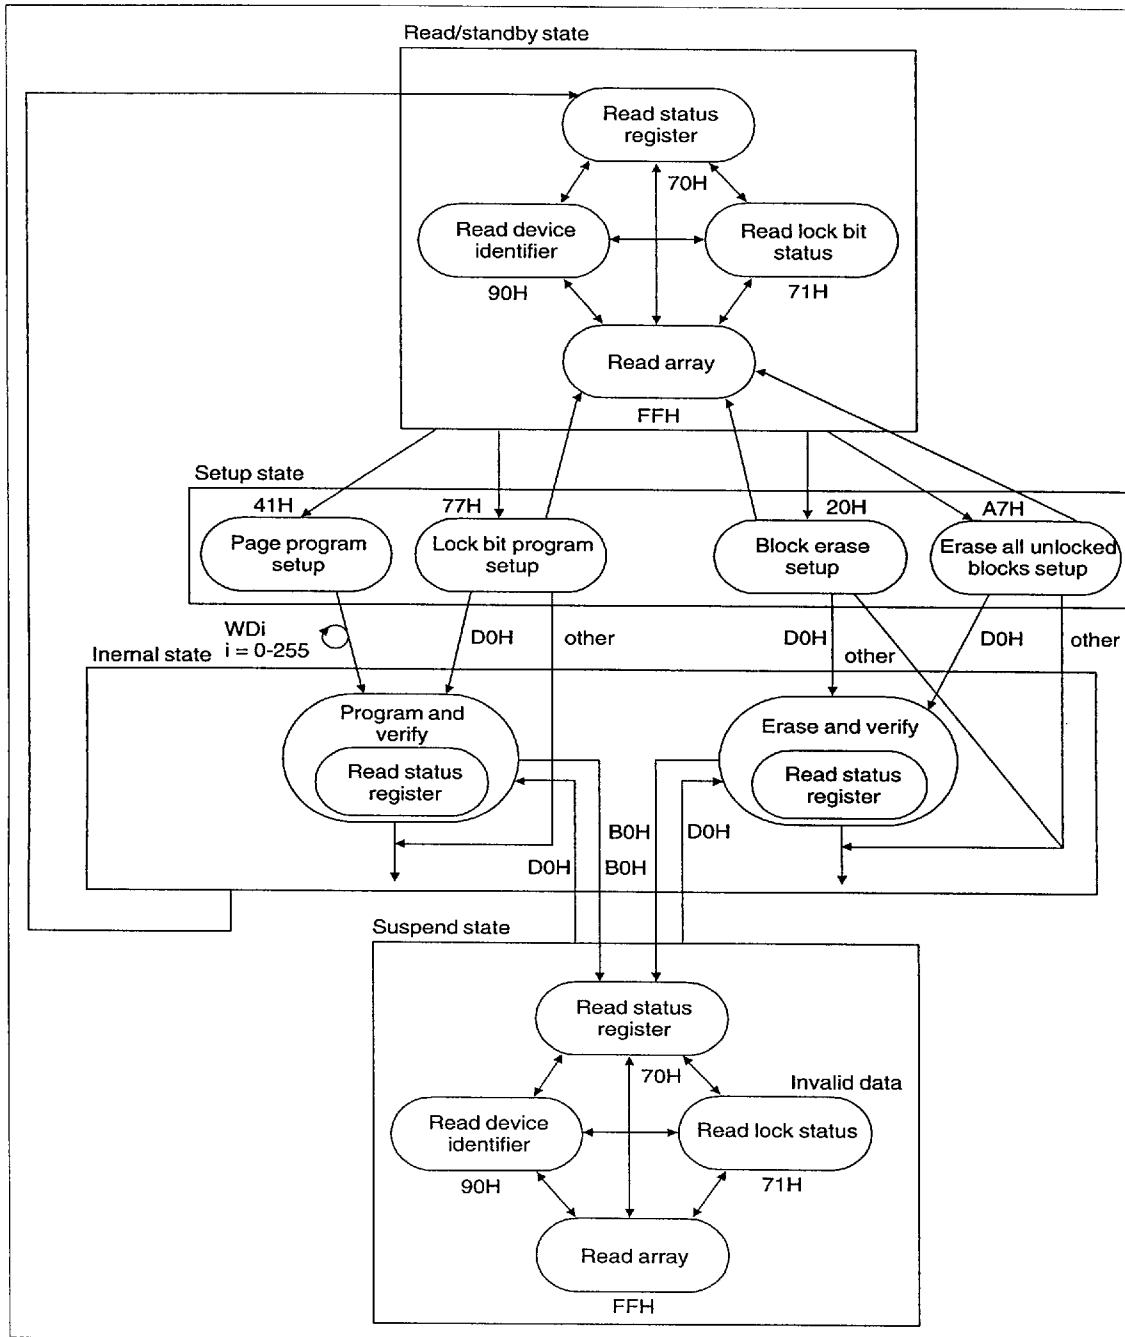 Read/standby state
Read status
register
70H
Read device
identifier
Read lock bit
status
90H
71H
Read array
FFH
Setup state
41H
77H
20H
A7H
Page program
setup
Lock bit program
setup
Block erase
setup
Erase all unlocked
blocks setup
WDi
i = 0-255
D0H
other
D0H
other
D0H
other
Inernal state
Program and
verify
Read status
register
Erase and verify
Read status
register
B0H
D0H
D0H
B0H
Suspend state
Read status
register
70H
Invalid data
Read device
identifier
Read lock status
90H
71H
Read array
FFH